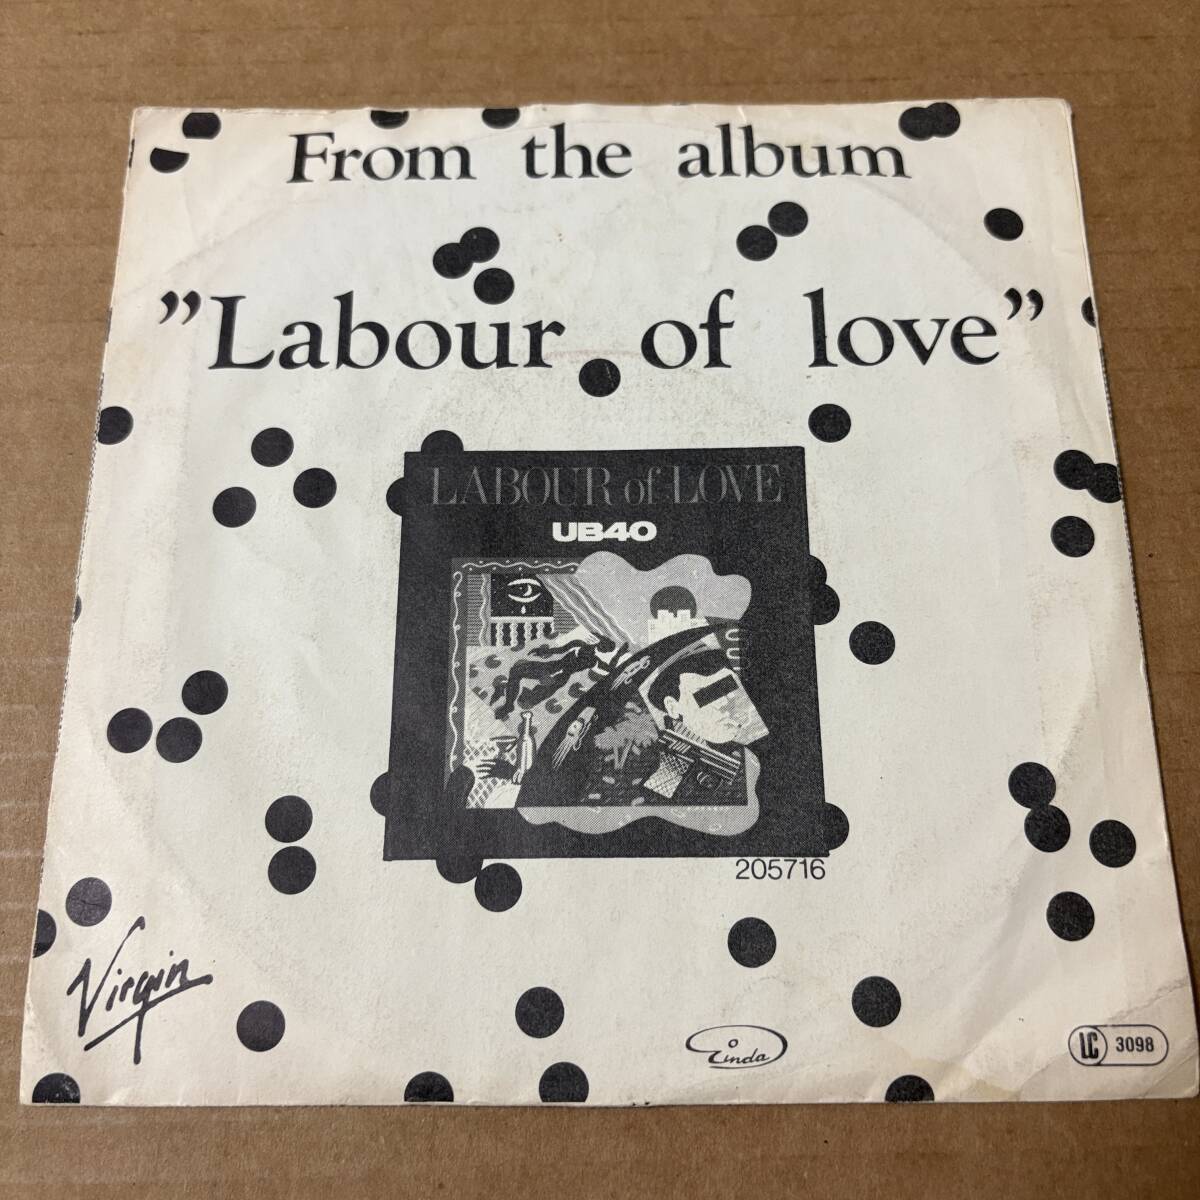 From the album
”Labour of love”
LABOUR of LOVE
UB40
205716
Virgin
LC 3098